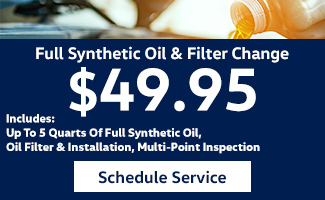 Full Synthetic Oil & Filter Change
$49.95
Includes:
Up To 5 Quarts Of Full Synthetic Oil,
Oil Filter & Installation, Multi-Point Inspection
Schedule Service